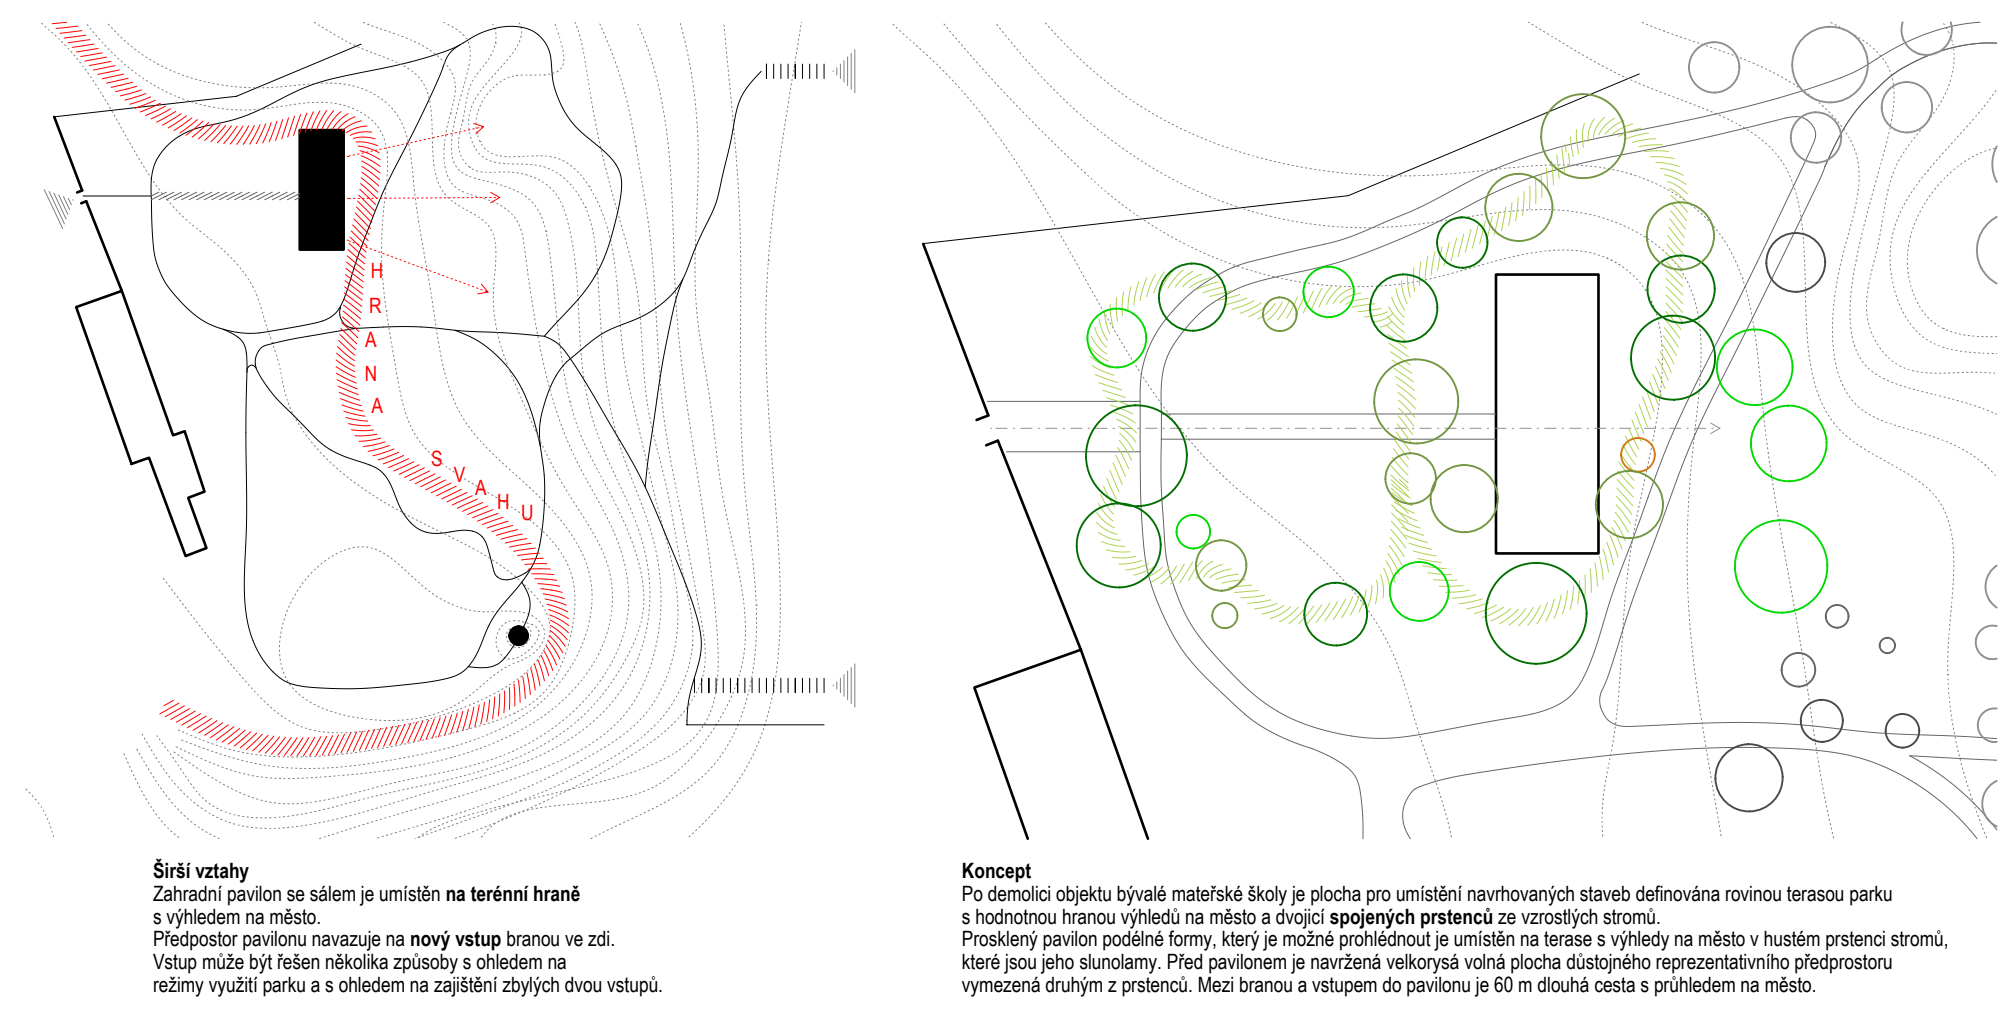 HRANA
SVAHU
Širší vztahy
Zahradní pavilon se sálem je umístěn na terénní hraně
s výhledem na město.
Předpostor pavilonu navazuje na nový vstup branou ve zdi.
Vstup může být řešen několika způsoby s ohledem na
režimy využití parku a s ohledem na zajištění zbylých dvou vstupů.
Koncept
Po demolici objektu bývalé mateřské školy je plocha pro umístění navrhovaných staveb definována rovinou terasou parku
s hodnotnou hranou výhledů na město a dvojicí spojených prstenců ze vzrostlých stromů.
Prosklený pavilon podélné formy, který je možné prohlédnout je umístěn na terase s výhledy na město v hustém prstenci stromů,
které jsou jeho slunolamy. Před pavilonem je navržená velkorysá volná plocha důstojného reprezentativního předprostoru
vymezená druhým z prstenců. Mezi branou a vstupem do pavilonu je 60 m dlouhá cesta s průhledem na město.